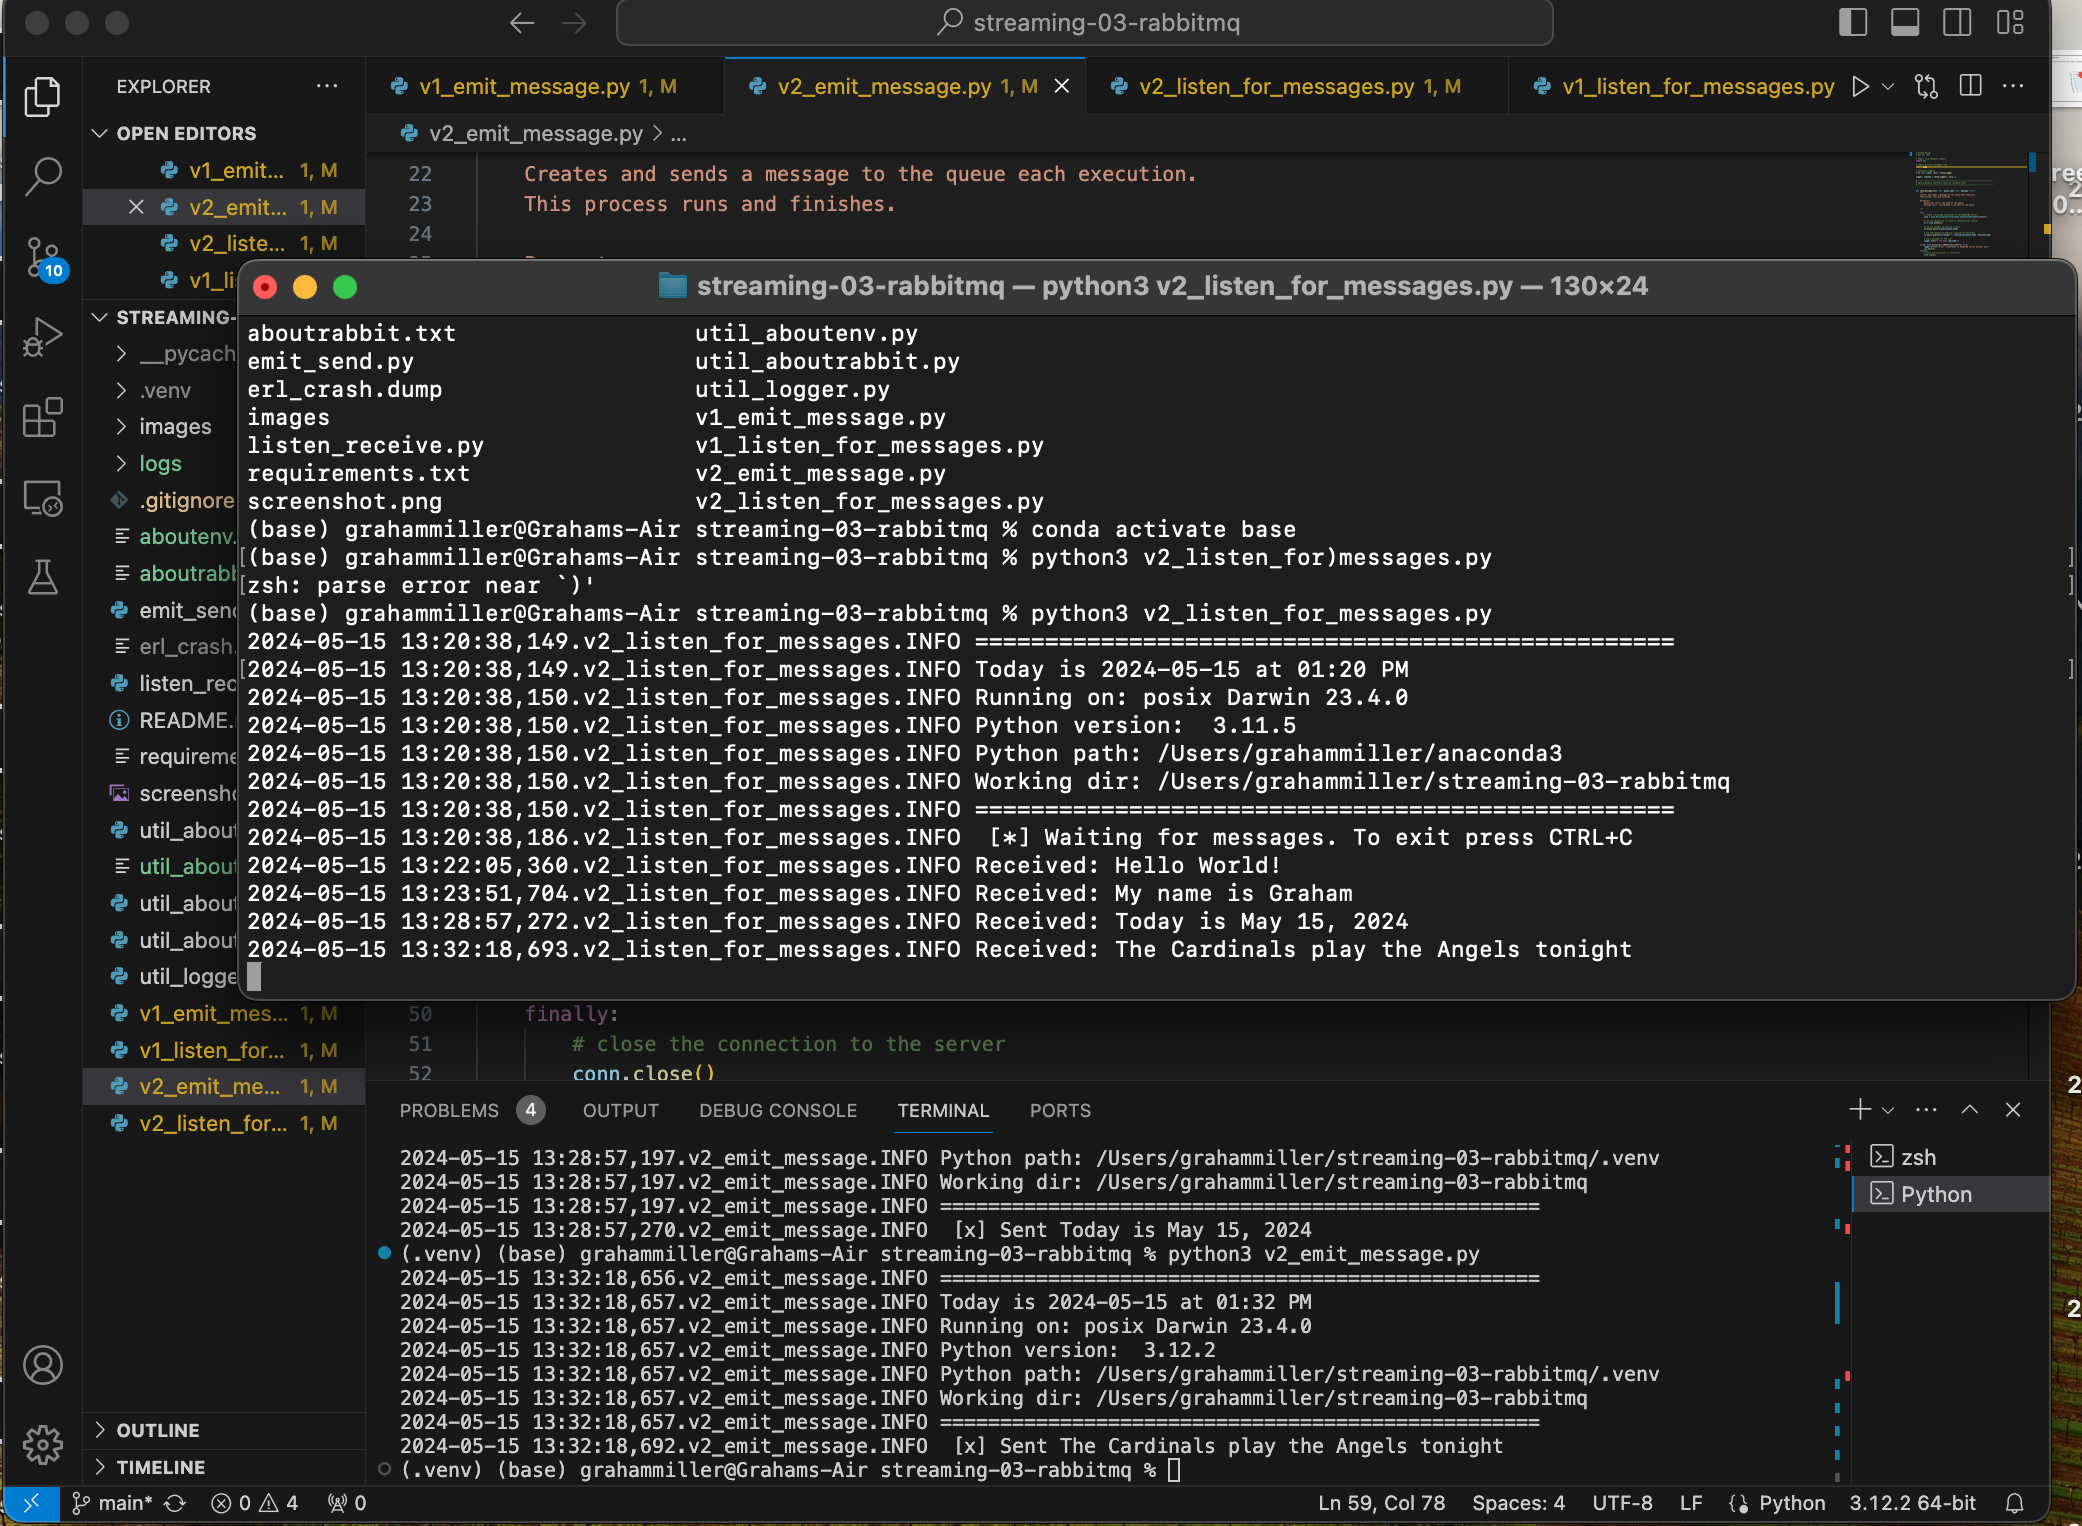 streaming-03-rabbitmq
EXPLORER
OPEN EDITORS
v1_emit... 1, M
v2_emit... 1, M
v2_liste... 1, M
v1_li
STREAMING-
__pycach
.venv
images
logs
.gitignore
aboutenv.
aboutrabb
emit_send
erl_crash.
listen_rec
README.
requireme
screensho
util_about
util_about
util_about
util_about
util_logge
v1_emit_mes... 1, M
v1_listen_for... 1, M
v2_emit_me... 1, M
v2_listen_for... 1, M
OUTLINE
TIMELINE
10
v1_emit_message.py 1, M
v2_emit_message.py 1, M
v2_listen_for_messages.py 1, M
v1_listen_for_messages.py
v2_emit_message.py > ...
22 Creates and sends a message to the queue each execution.
23 This process runs and finishes.
24
streaming-03-rabbitmq — python3 v2_listen_for_messages.py — 130×24
aboutrabbit.txt util_aboutenv.py
emit_send.py util_aboutrabbit.py
erl_crash.dump util_logger.py
images v1_emit_message.py
listen_receive.py v1_listen_for_messages.py
requirements.txt v2_emit_message.py
screenshot.png v2_listen_for_messages.py
(base) grahammiller@Grahams-Air streaming-03-rabbitmq % conda activate base
[(base) grahammiller@Grahams-Air streaming-03-rabbitmq % python3 v2_listen_for)messages.py ]
[zsh: parse error near `)' ]
(base) grahammiller@Grahams-Air streaming-03-rabbitmq % python3 v2_listen_for_messages.py
2024-05-15 13:20:38,149.v2_listen_for_messages.INFO ==================================================
[2024-05-15 13:20:38,149.v2_listen_for_messages.INFO Today is 2024-05-15 at 01:20 PM ]
2024-05-15 13:20:38,150.v2_listen_for_messages.INFO Running on: posix Darwin 23.4.0
2024-05-15 13:20:38,150.v2_listen_for_messages.INFO Python version:  3.11.5
2024-05-15 13:20:38,150.v2_listen_for_messages.INFO Python path: /Users/grahammiller/anaconda3
2024-05-15 13:20:38,150.v2_listen_for_messages.INFO Working dir: /Users/grahammiller/streaming-03-rabbitmq
2024-05-15 13:20:38,150.v2_listen_for_messages.INFO ==================================================
2024-05-15 13:20:38,186.v2_listen_for_messages.INFO  [*] Waiting for messages. To exit press CTRL+C
2024-05-15 13:22:05,360.v2_listen_for_messages.INFO Received: Hello World!
2024-05-15 13:23:51,704.v2_listen_for_messages.INFO Received: My name is Graham
2024-05-15 13:28:57,272.v2_listen_for_messages.INFO Received: Today is May 15, 2024
2024-05-15 13:32:18,693.v2_listen_for_messages.INFO Received: The Cardinals play the Angels tonight
50 finally:
51 # close the connection to the server
52 conn.close()
PROBLEMS 4 OUTPUT DEBUG CONSOLE TERMINAL PORTS
2024-05-15 13:28:57,197.v2_emit_message.INFO Python path: /Users/grahammiller/streaming-03-rabbitmq/.venv
2024-05-15 13:28:57,197.v2_emit_message.INFO Working dir: /Users/grahammiller/streaming-03-rabbitmq
2024-05-15 13:28:57,197.v2_emit_message.INFO ==================================================
2024-05-15 13:28:57,270.v2_emit_message.INFO  [x] Sent Today is May 15, 2024
(.venv) (base) grahammiller@Grahams-Air streaming-03-rabbitmq % python3 v2_emit_message.py
2024-05-15 13:32:18,656.v2_emit_message.INFO ==================================================
2024-05-15 13:32:18,657.v2_emit_message.INFO Today is 2024-05-15 at 01:32 PM
2024-05-15 13:32:18,657.v2_emit_message.INFO Running on: posix Darwin 23.4.0
2024-05-15 13:32:18,657.v2_emit_message.INFO Python version:  3.12.2
2024-05-15 13:32:18,657.v2_emit_message.INFO Python path: /Users/grahammiller/streaming-03-rabbitmq/.venv
2024-05-15 13:32:18,657.v2_emit_message.INFO Working dir: /Users/grahammiller/streaming-03-rabbitmq
2024-05-15 13:32:18,657.v2_emit_message.INFO ==================================================
2024-05-15 13:32:18,692.v2_emit_message.INFO  [x] Sent The Cardinals play the Angels tonight
(.venv) (base) grahammiller@Grahams-Air streaming-03-rabbitmq %
zsh
Python
main* 0 4 0
Ln 59, Col 78 Spaces: 4 UTF-8 LF Python 3.12.2 64-bit